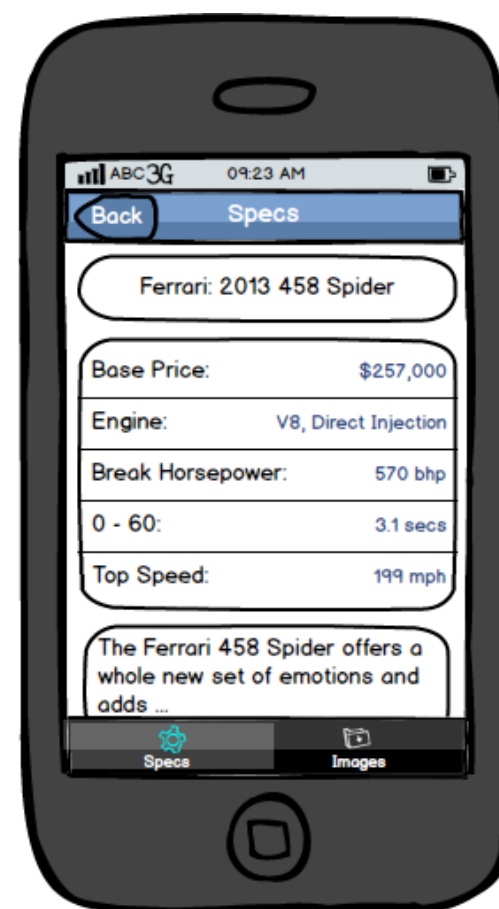 ABC 3G 09:23 AM
Back Specs
Ferrari: 2013 458 Spider
Base Price: $257,000
Engine: V8, Direct Injection
Break Horsepower: 570 bhp
0 - 60: 3.1 secs
Top Speed: 199 mph
The Ferrari 458 Spider offers a
whole new set of emotions and
adds ...
Specs Images